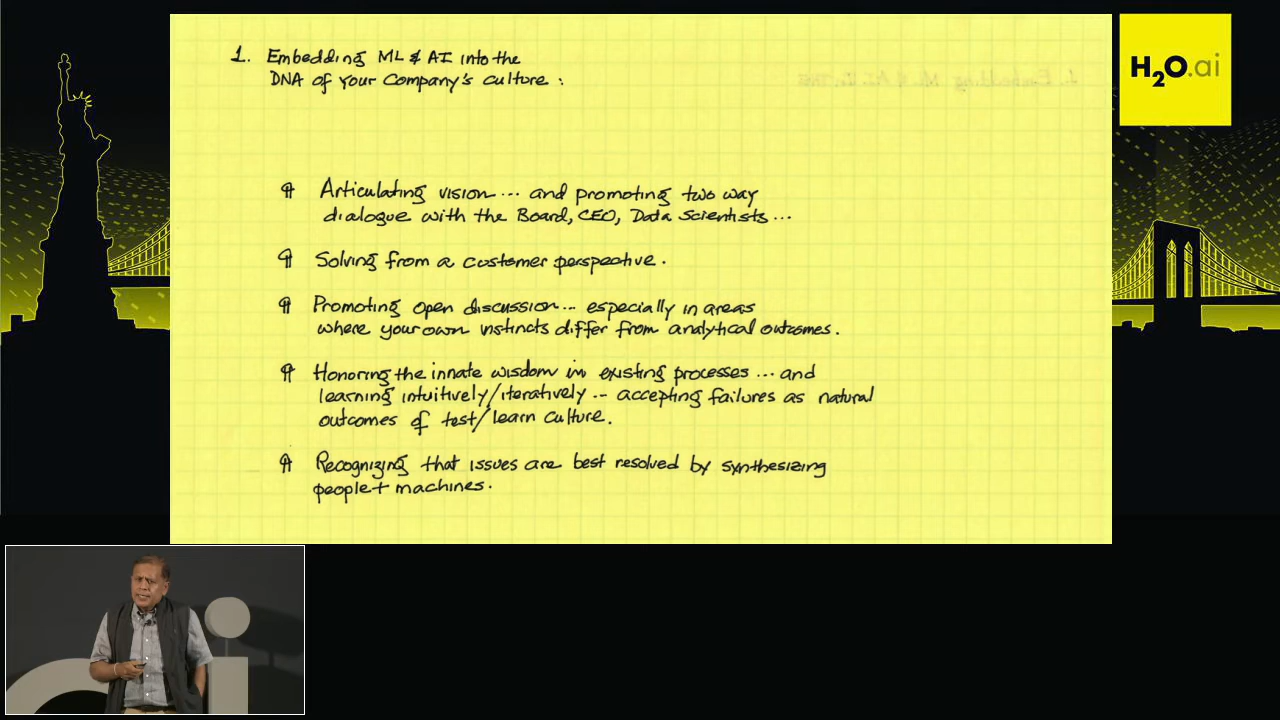 1. Embedding ML & AI into the
DNA of your Company's culture :
Articulating vision... and promoting two way
dialogue with the Board, CEO, Data Scientists...
Solving from a customer perspective.
Promoting open discussion... especially in areas
where your own instincts differ from analytical outcomes.
Honoring the innate wisdom in existing processes... and
learning intuitively/iteratively.. accepting failures as natural
outcomes of test/learn culture.
Recognizing that issues are best resolved by synthesizing
people + machines.
H2O.ai